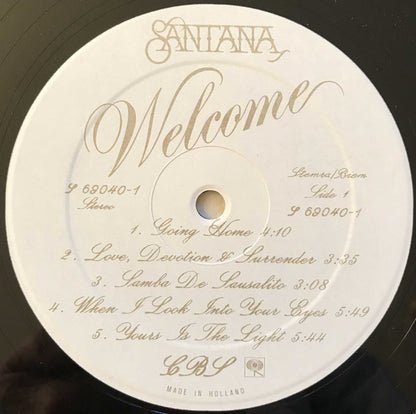 SANTANA
Welcome
S 69040-1
Stereo
Stemra/Biem
Side 1
S 69040-1
1. Going Home 4:10
2. Love, Devotion & Surrender 3:35
3. Samba De Sausalito 3:08
4. When I Look Into Your Eyes 5:49
5. Yours Is The Light 5:44
CBS
MADE IN HOLLAND